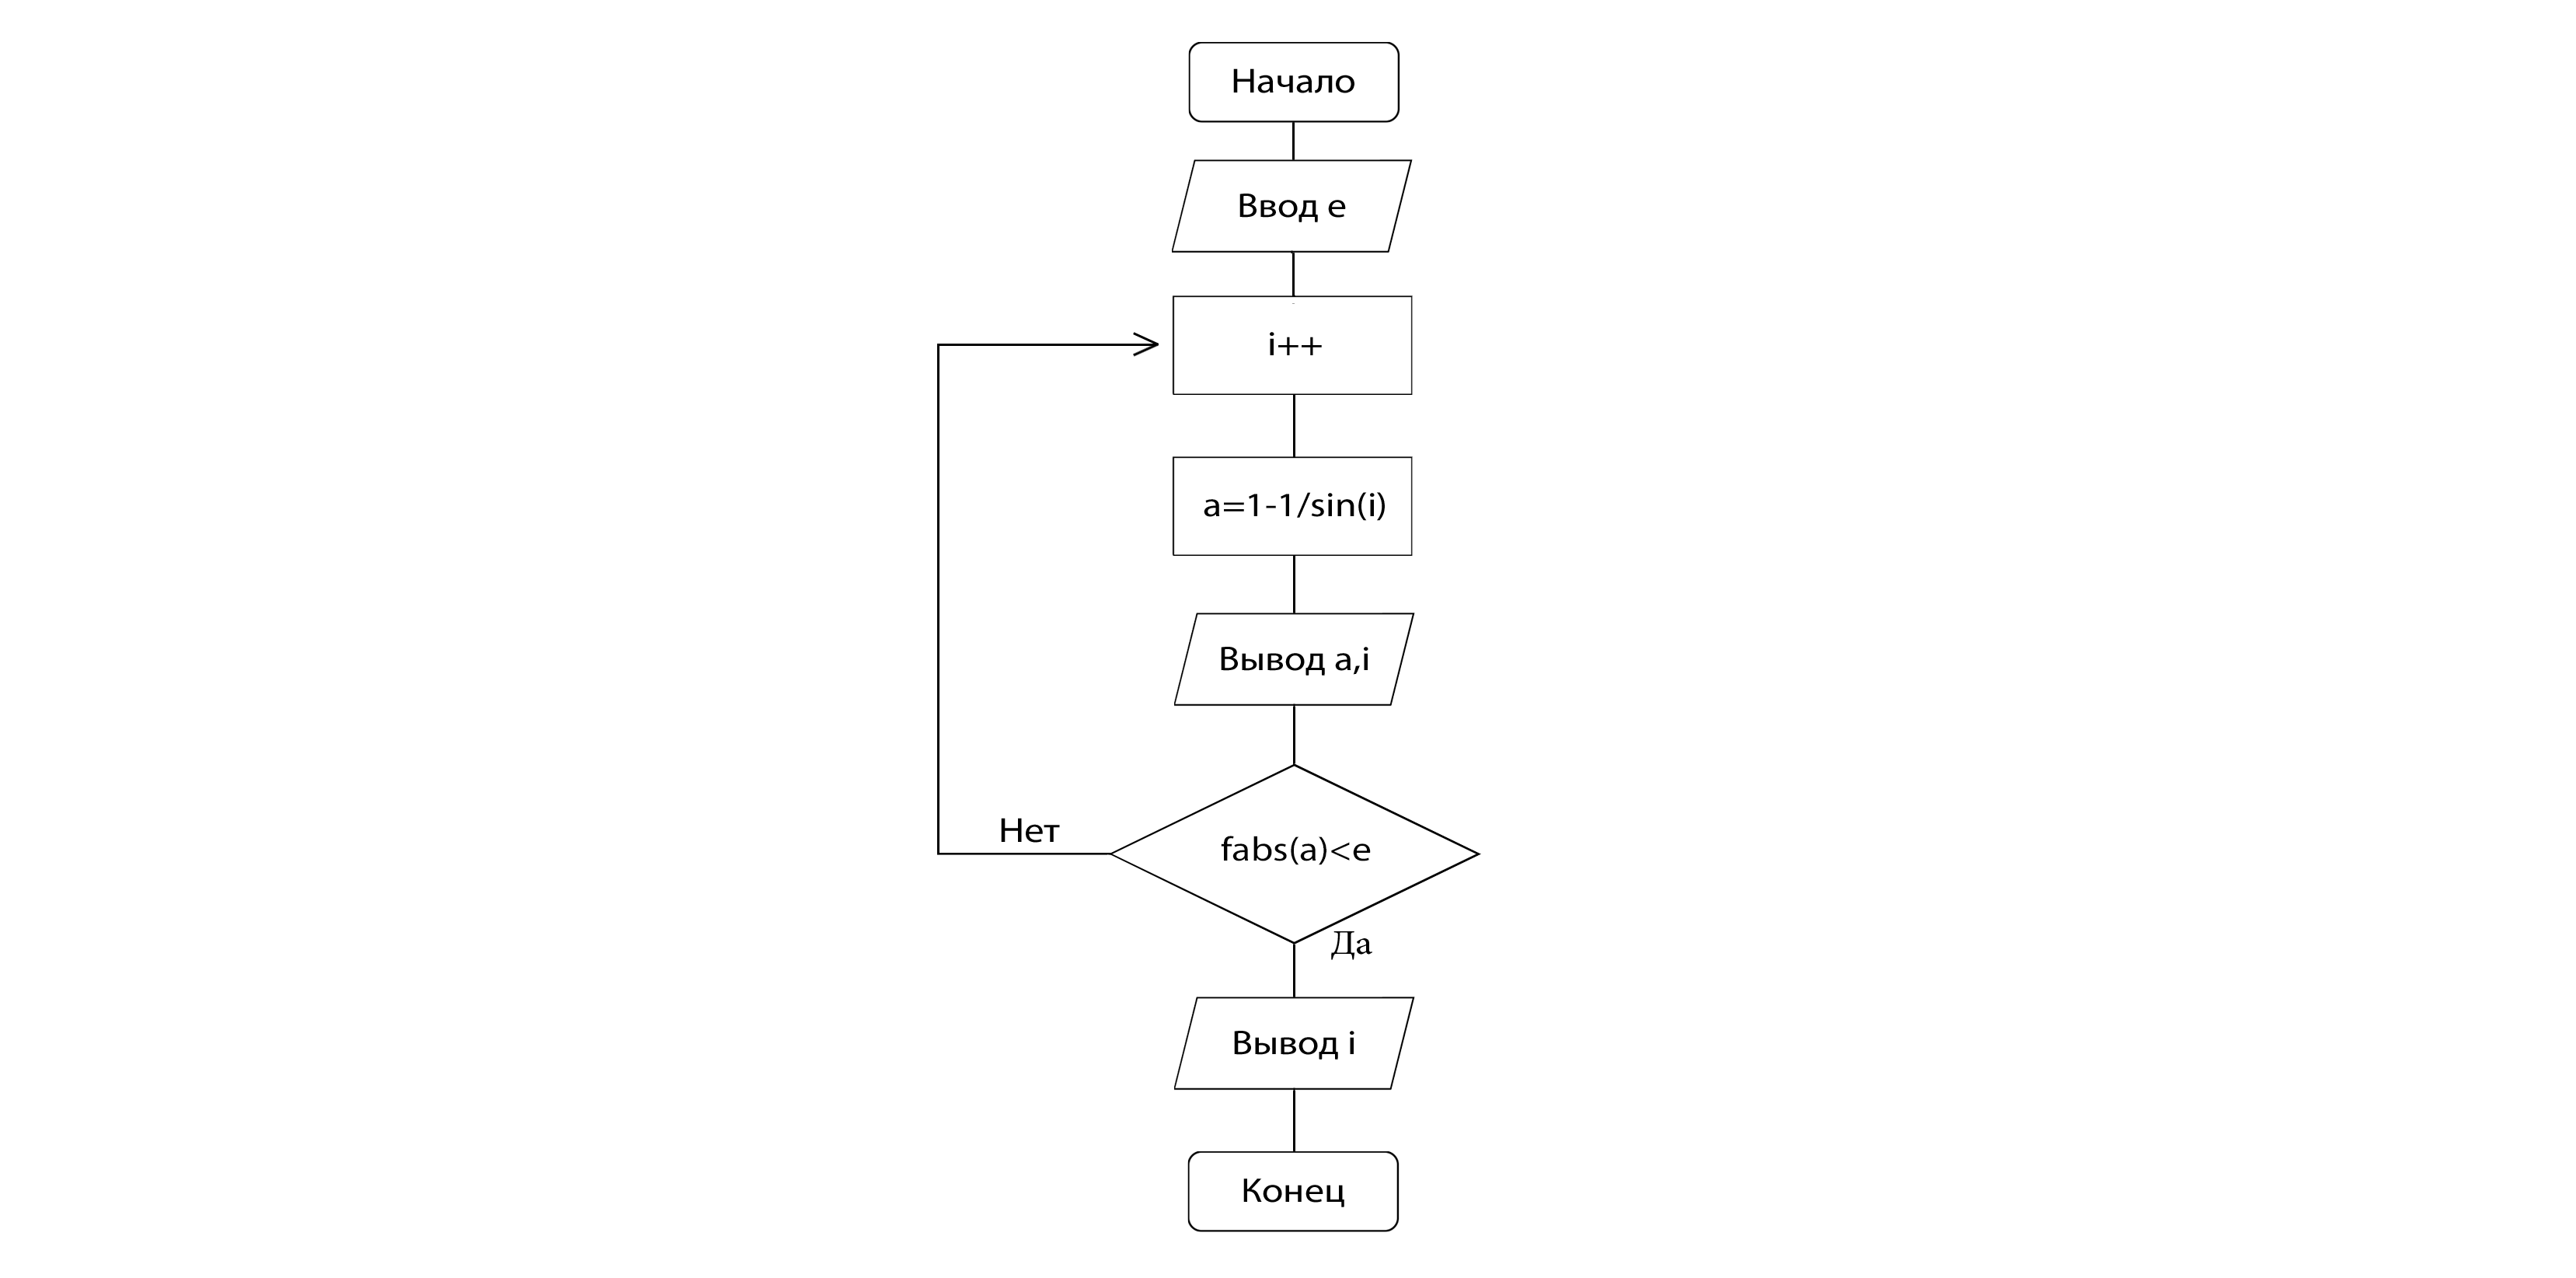 Начало
Ввод e
i++
a=1-1/sin(i)
Вывод a,i
Нет
fabs(a)<e
Да
Вывод i
Конец